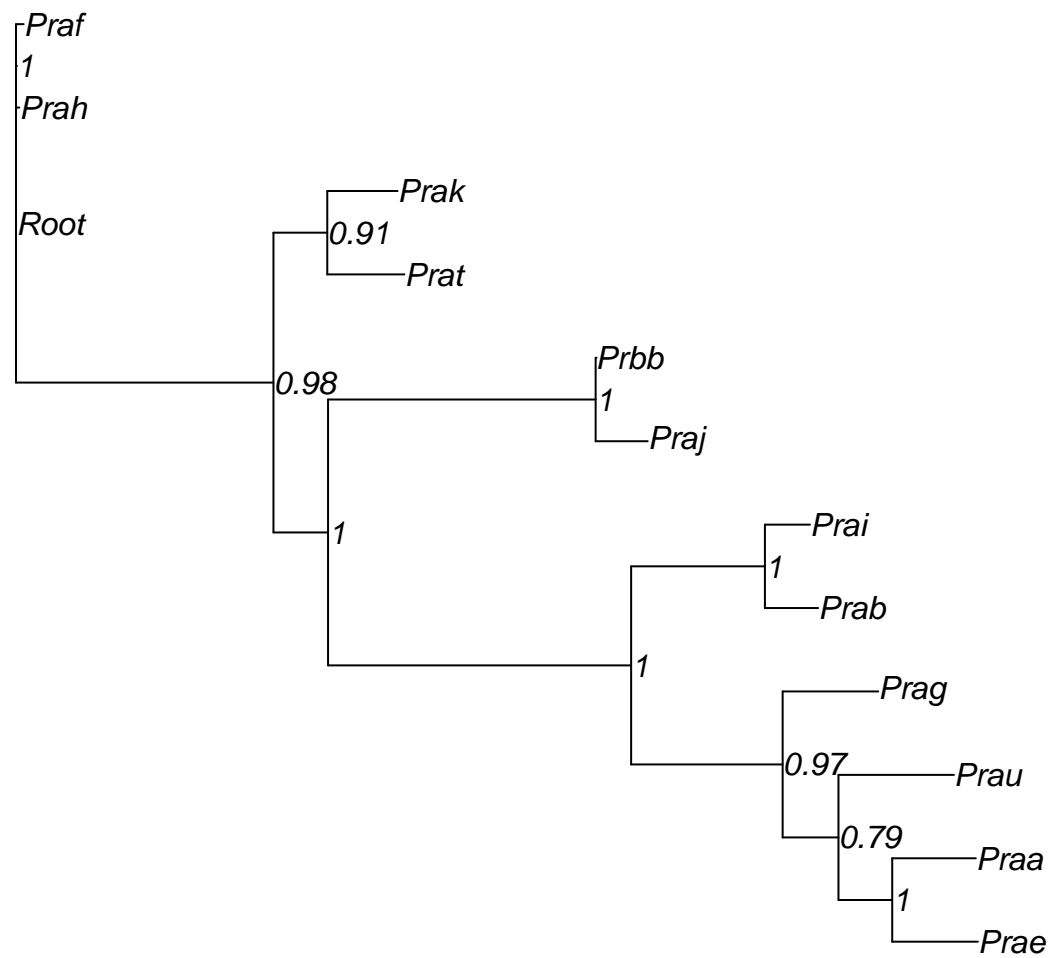 Praf
1
Prah
Prak
Root
0.91
Prat
Prbb
0.98
1
Praj
Prai
1
1
Prab
1
Prag
0.97
Prau
0.79
Praa
1
Prae